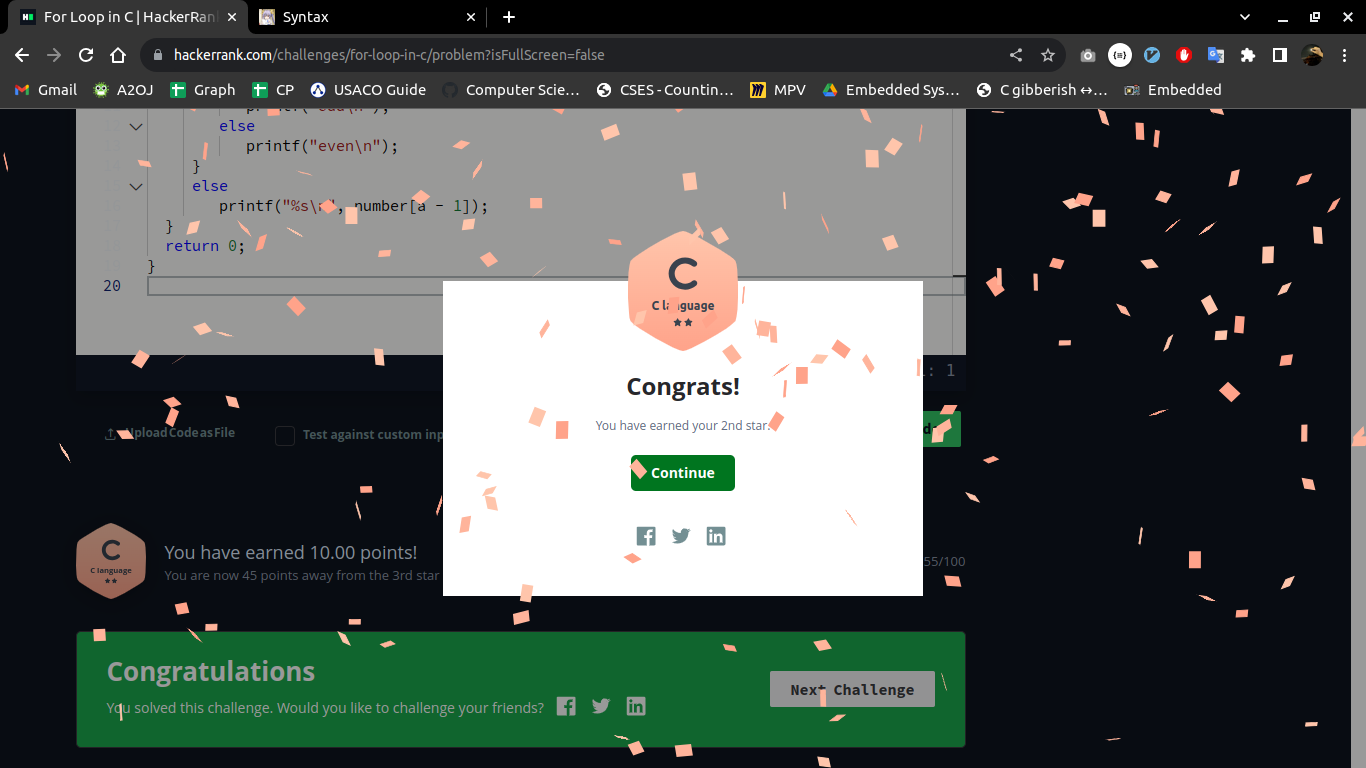 For Loop in C | HackerRan
Syntax
hackerrank.com/challenges/for-loop-in-c/problem?isFullScreen=false
Gmail A2OJ Graph CP USACO Guide Computer Scie… CSES - Countin… MPV Embedded Sys… C gibberish ↔… Embedded
else
printf("even\n");
}
else
printf("%s\n", number[a - 1]);
}
return 0;
}
20
C
C language
Congrats!
You have earned your 2nd star.
Continue
: 1
Upload Code as File
Test against custom inp
C
C language
You have earned 10.00 points!
You are now 45 points away from the 3rd star
55/100
Congratulations
You solved this challenge. Would you like to challenge your friends?
Next Challenge